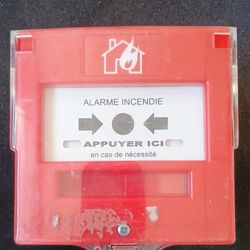 ALARME INCENDIE
APPUYER ICI
en cas de nécessité